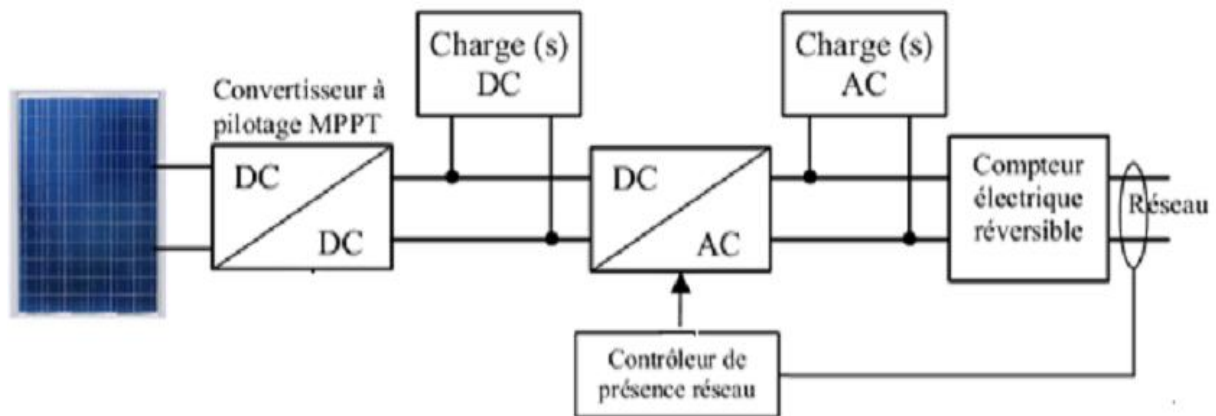 Charge (s)
DC
Charge (s)
AC
Convertisseur à
pilotage MPPT
DC
DC
DC
AC
Compteur
électrique
réversible
Réseau
Contrôleur de
présence réseau